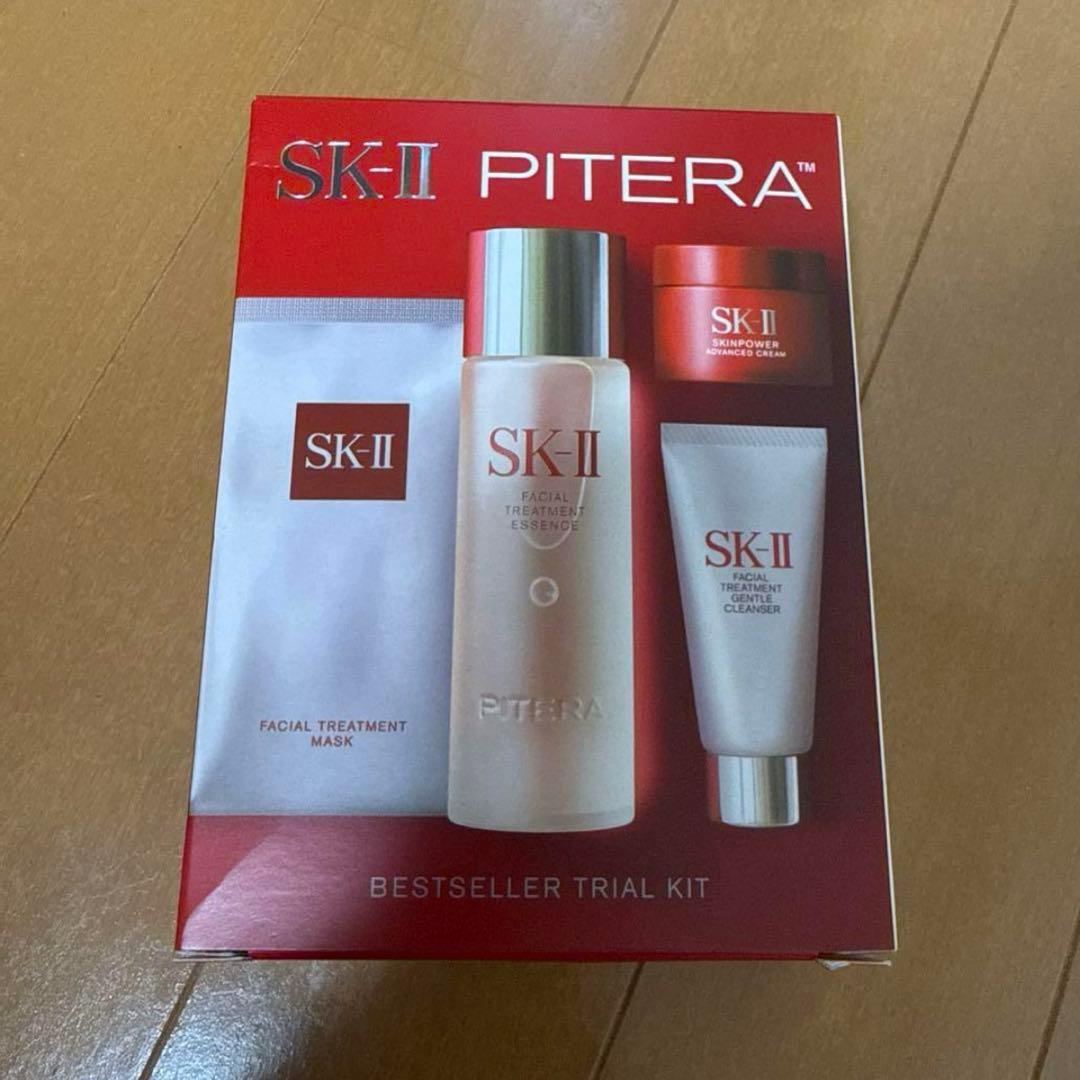 SK-II PITERA™
SK-II
FACIAL TREATMENT
MASK
SK-II
FACIAL
TREATMENT
ESSENCE
PITERA
SK-II
SKINPOWER
ADVANCED CREAM
SK-II
FACIAL
TREATMENT
GENTLE
CLEANSER
BESTSELLER TRIAL KIT